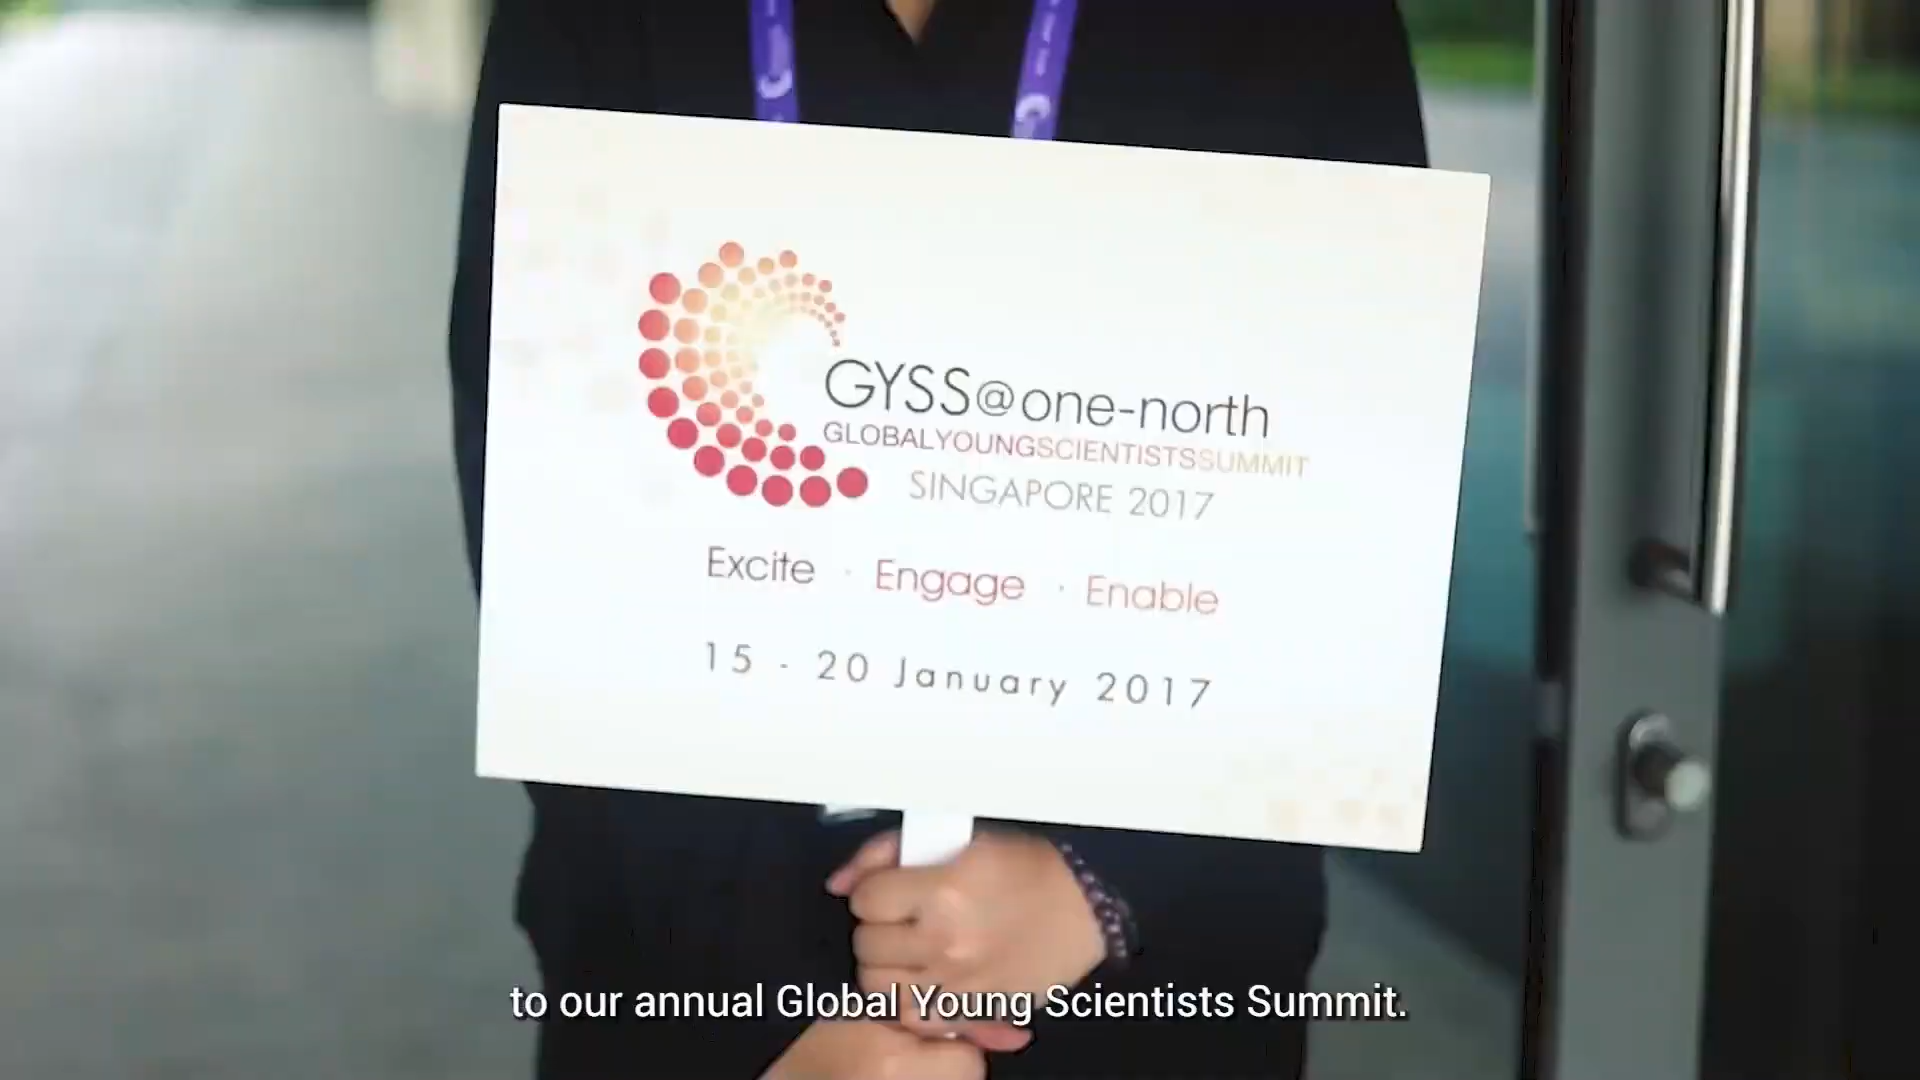 GYSS@one-north
GLOBALYOUNGSCIENTISTSSUMMIT
SINGAPORE 2017
Excite · Engage · Enable
15 - 20 January 2017
to our annual Global Young Scientists Summit.